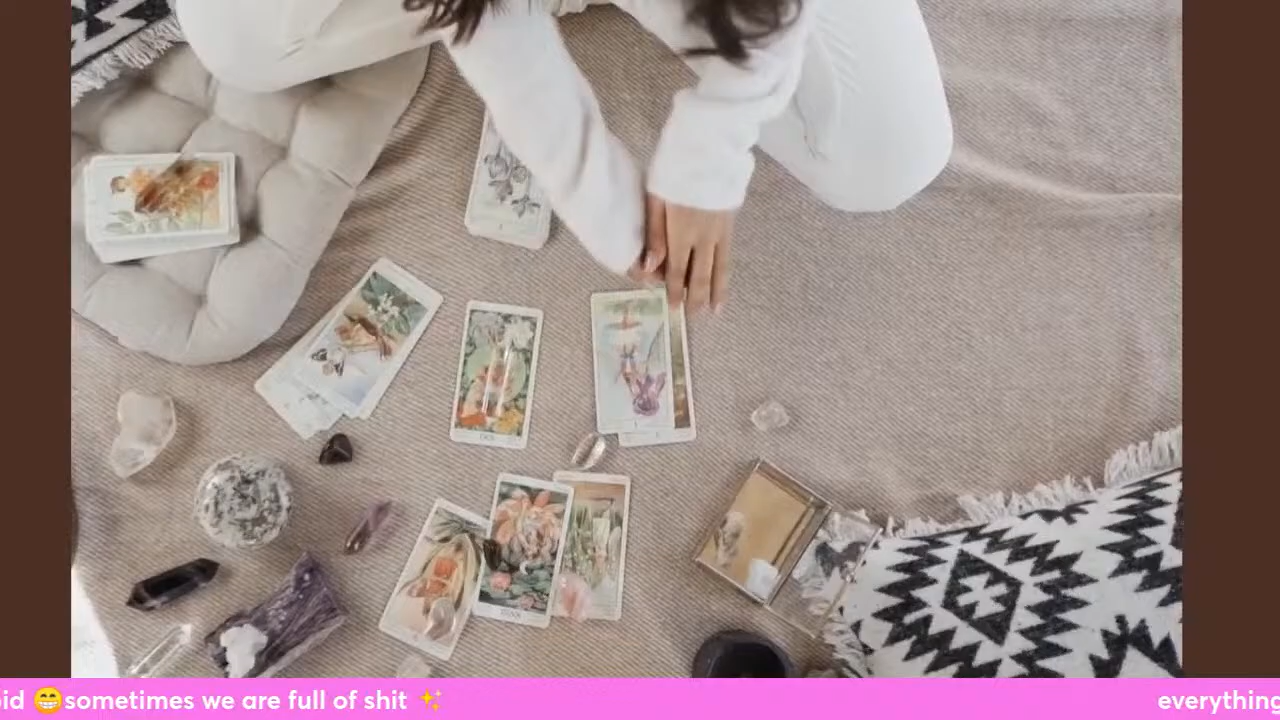 sometimes we are full of shit ✨ everything